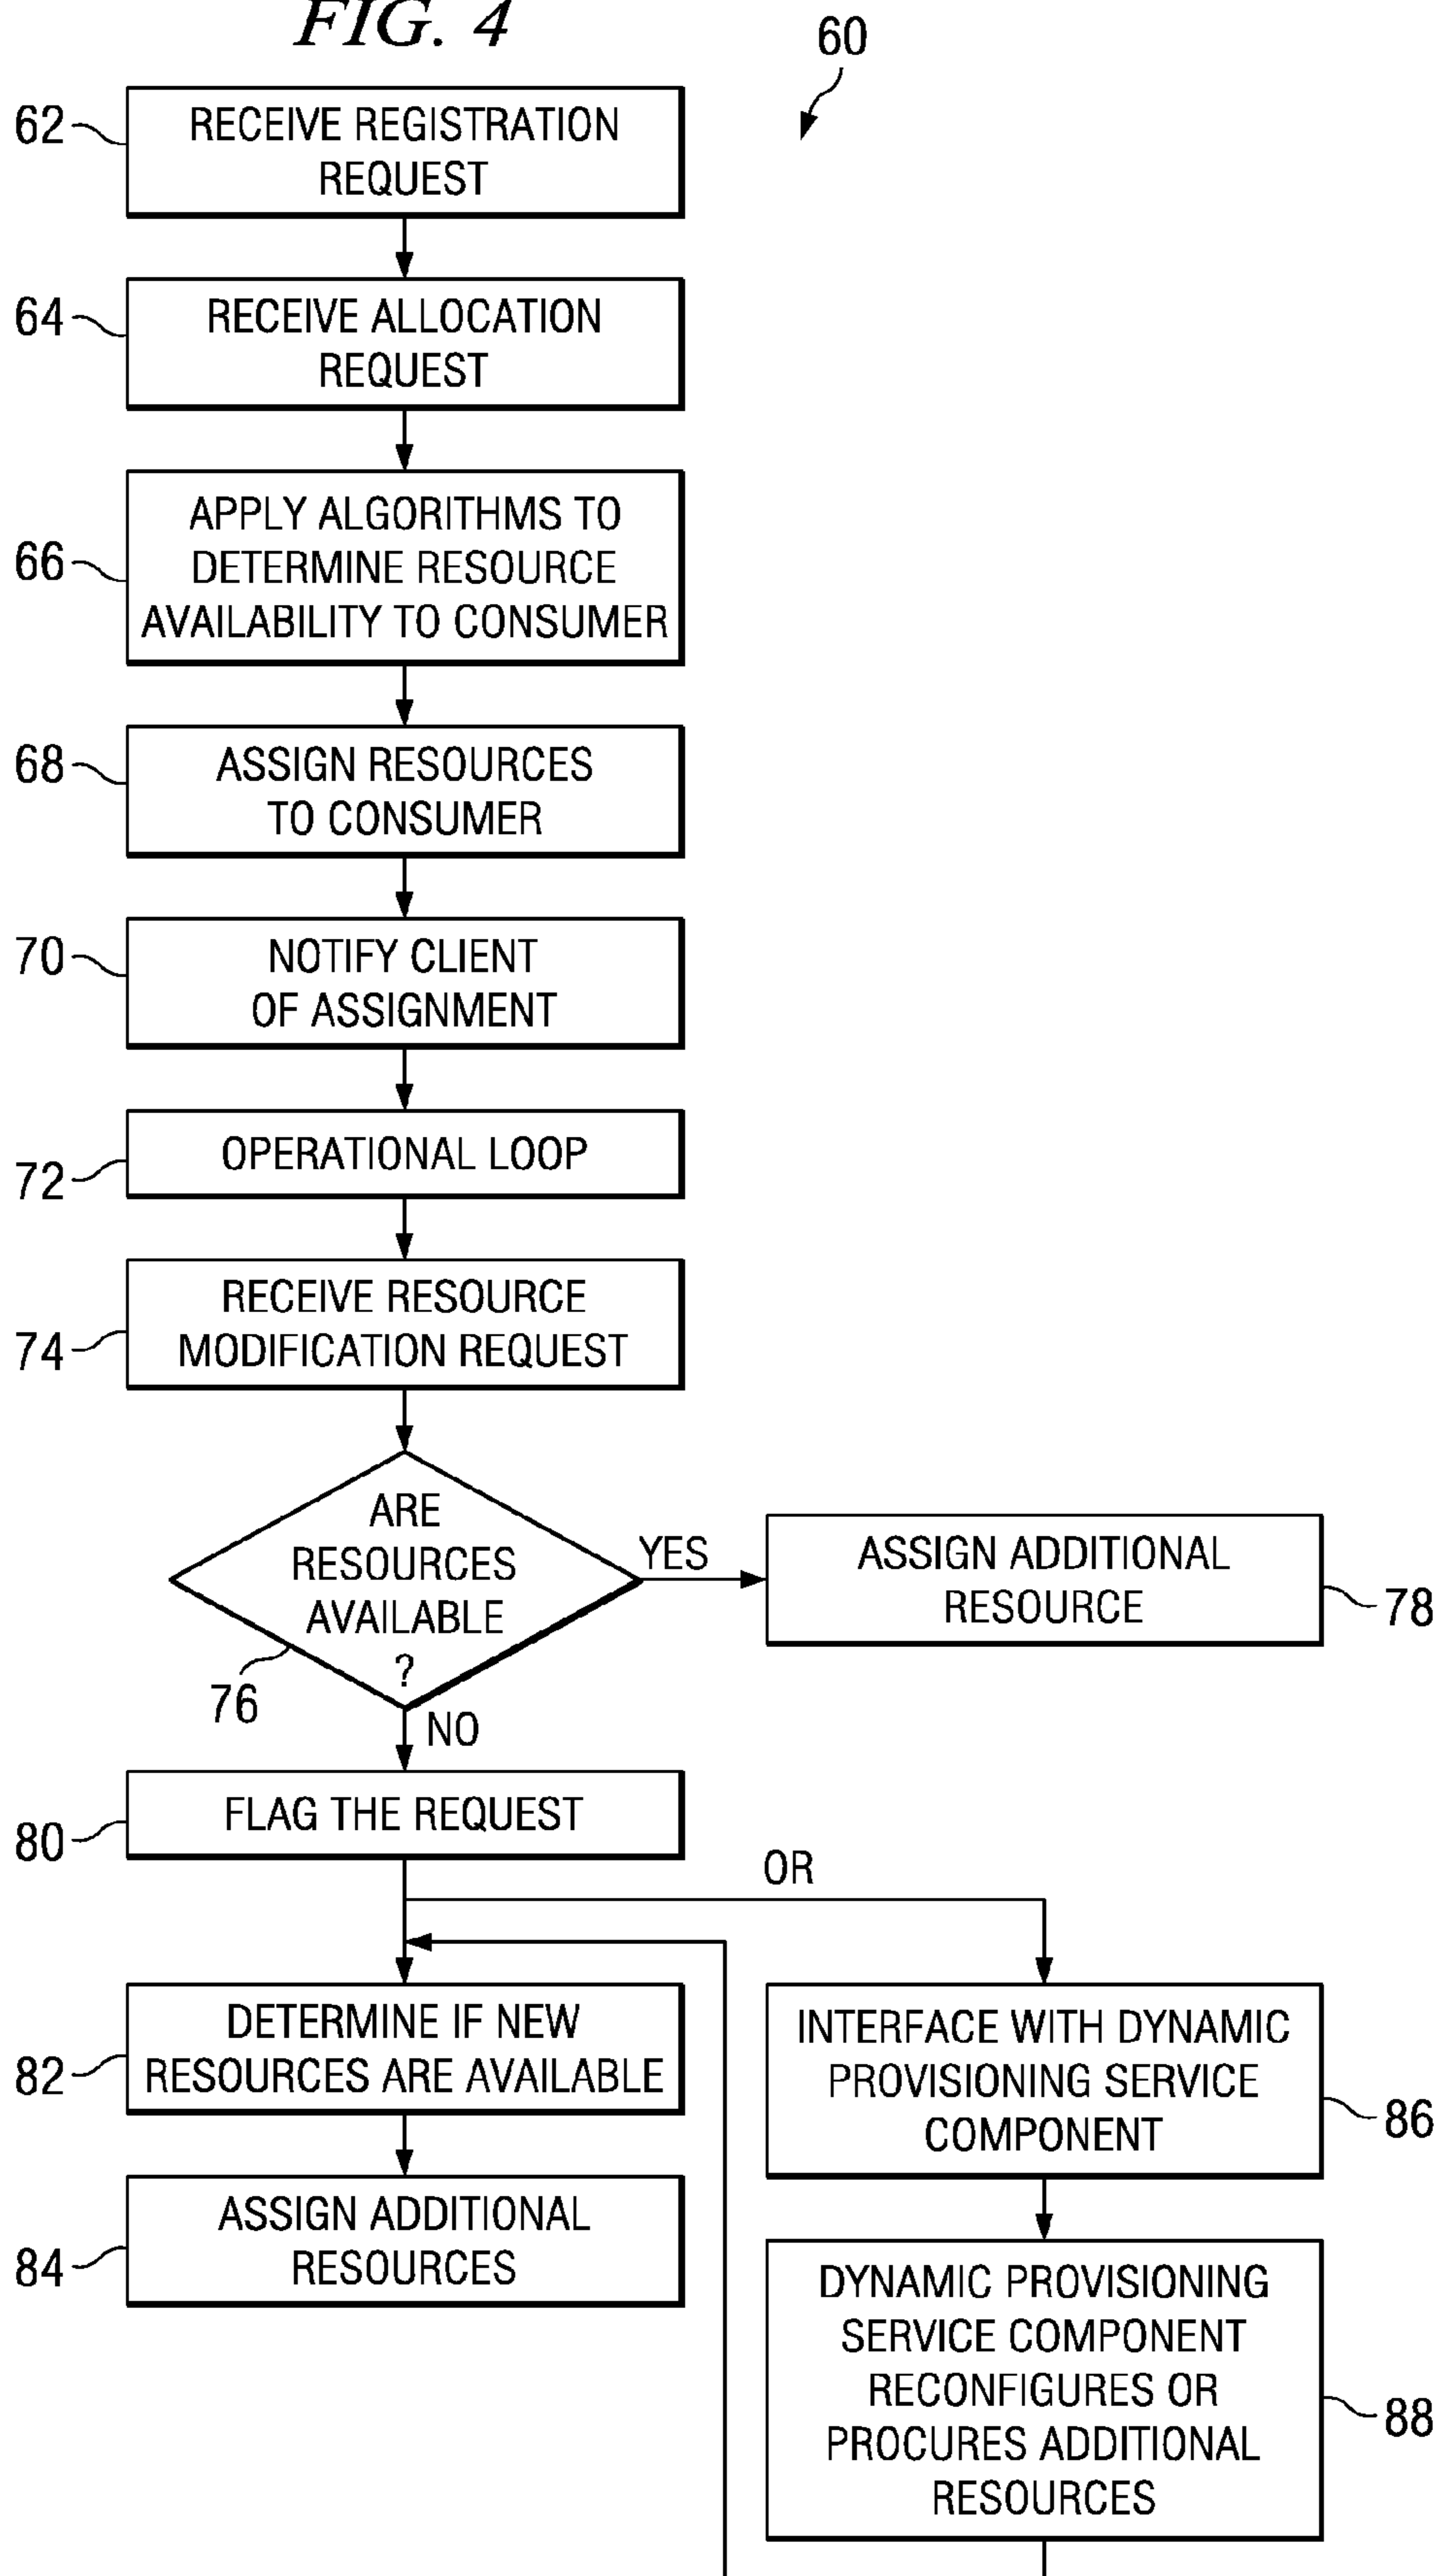 FIG. 4
60
62
RECEIVE REGISTRATION
REQUEST
64
RECEIVE ALLOCATION
REQUEST
66
APPLY ALGORITHMS TO
DETERMINE RESOURCE
AVAILABILITY TO CONSUMER
68
ASSIGN RESOURCES
TO CONSUMER
70
NOTIFY CLIENT
OF ASSIGNMENT
72
OPERATIONAL LOOP
74
RECEIVE RESOURCE
MODIFICATION REQUEST
ARE
RESOURCES
AVAILABLE
?
76
YES
ASSIGN ADDITIONAL
RESOURCE
78
NO
80
FLAG THE REQUEST
OR
82
DETERMINE IF NEW
RESOURCES ARE AVAILABLE
84
ASSIGN ADDITIONAL
RESOURCES
INTERFACE WITH DYNAMIC
PROVISIONING SERVICE
COMPONENT
86
DYNAMIC PROVISIONING
SERVICE COMPONENT
RECONFIGURES OR
PROCURES ADDITIONAL
RESOURCES
88